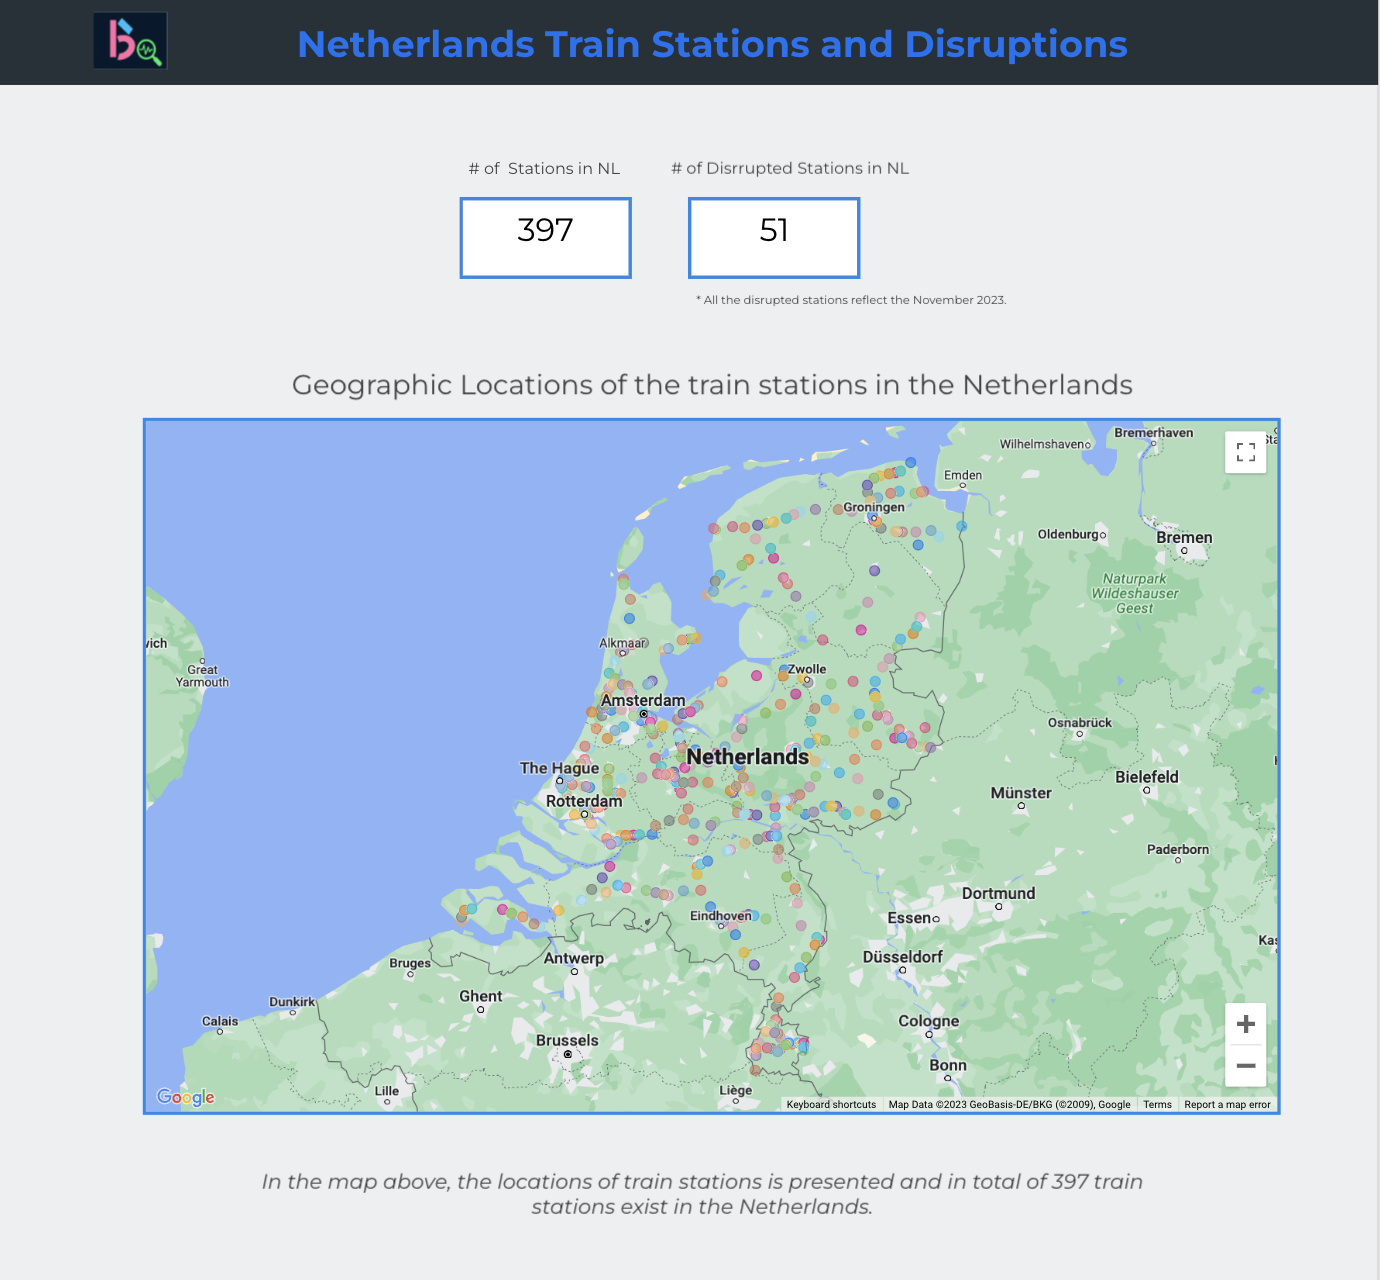 Netherlands Train Stations and Disruptions
# of Stations in NL
# of Disrrupted Stations in NL
397
51
* All the disrupted stations reflect the November 2023.
Geographic Locations of the train stations in the Netherlands
Bremerhaven
Wilhelmshaven
Emden
Groningen
Oldenburg
Bremen
Naturpark
Wildeshauser
Geest
Alkmaar
Great
Yarmouth
Zwolle
Amsterdam
Osnabrück
Netherlands
The Hague
Bielefeld
Münster
Rotterdam
Paderborn
Dortmund
Eindhoven
Essen
Antwerp
Düsseldorf
Bruges
Ghent
Dunkirk
Calais
Cologne
Brussels
Bonn
Lille
Liège
Google
Keyboard shortcuts
Map Data ©2023 GeoBasis-DE/BKG (©2009), Google
Terms
Report a map error
In the map above, the locations of train stations is presented and in total of 397 train
stations exist in the Netherlands.